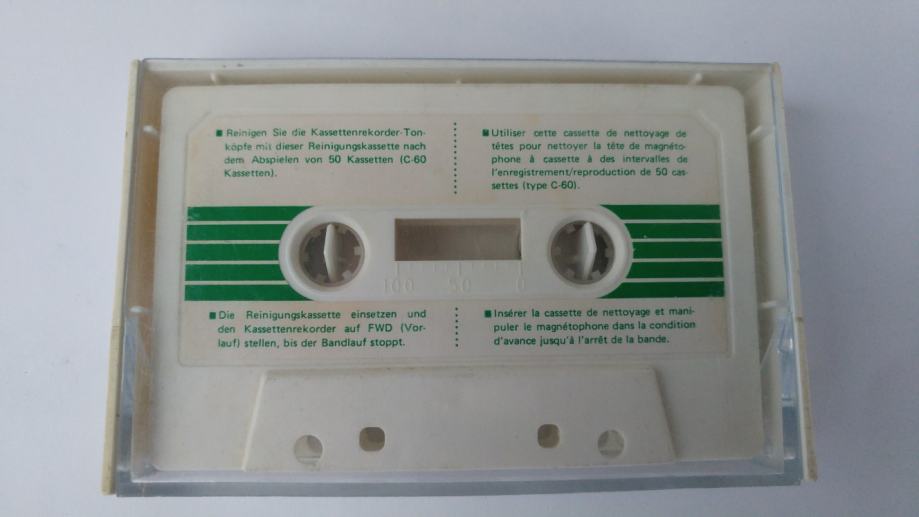 ■ Reinigen Sie die Kassettenrekorder-Ton-
köpfe mit dieser Reinigungskassette nach
dem Abspielen von 50 Kassetten (C-60
Kassetten).
■ Utiliser cette cassette de nettoyage de
têtes pour nettoyer la tête de magnéto-
phone à cassette à des intervalles de
l'enregistrement/reproduction de 50 cas-
settes (type C-60).
100 50 0
■ Die Reinigungskassette einsetzen und
den Kassettenrekorder auf FWD (Vor-
lauf) stellen, bis der Bandlauf stoppt.
■ Insérer la cassette de nettoyage et mani-
puler le magnétophone dans la condition
d'avance jusqu'à l'arrêt de la bande.